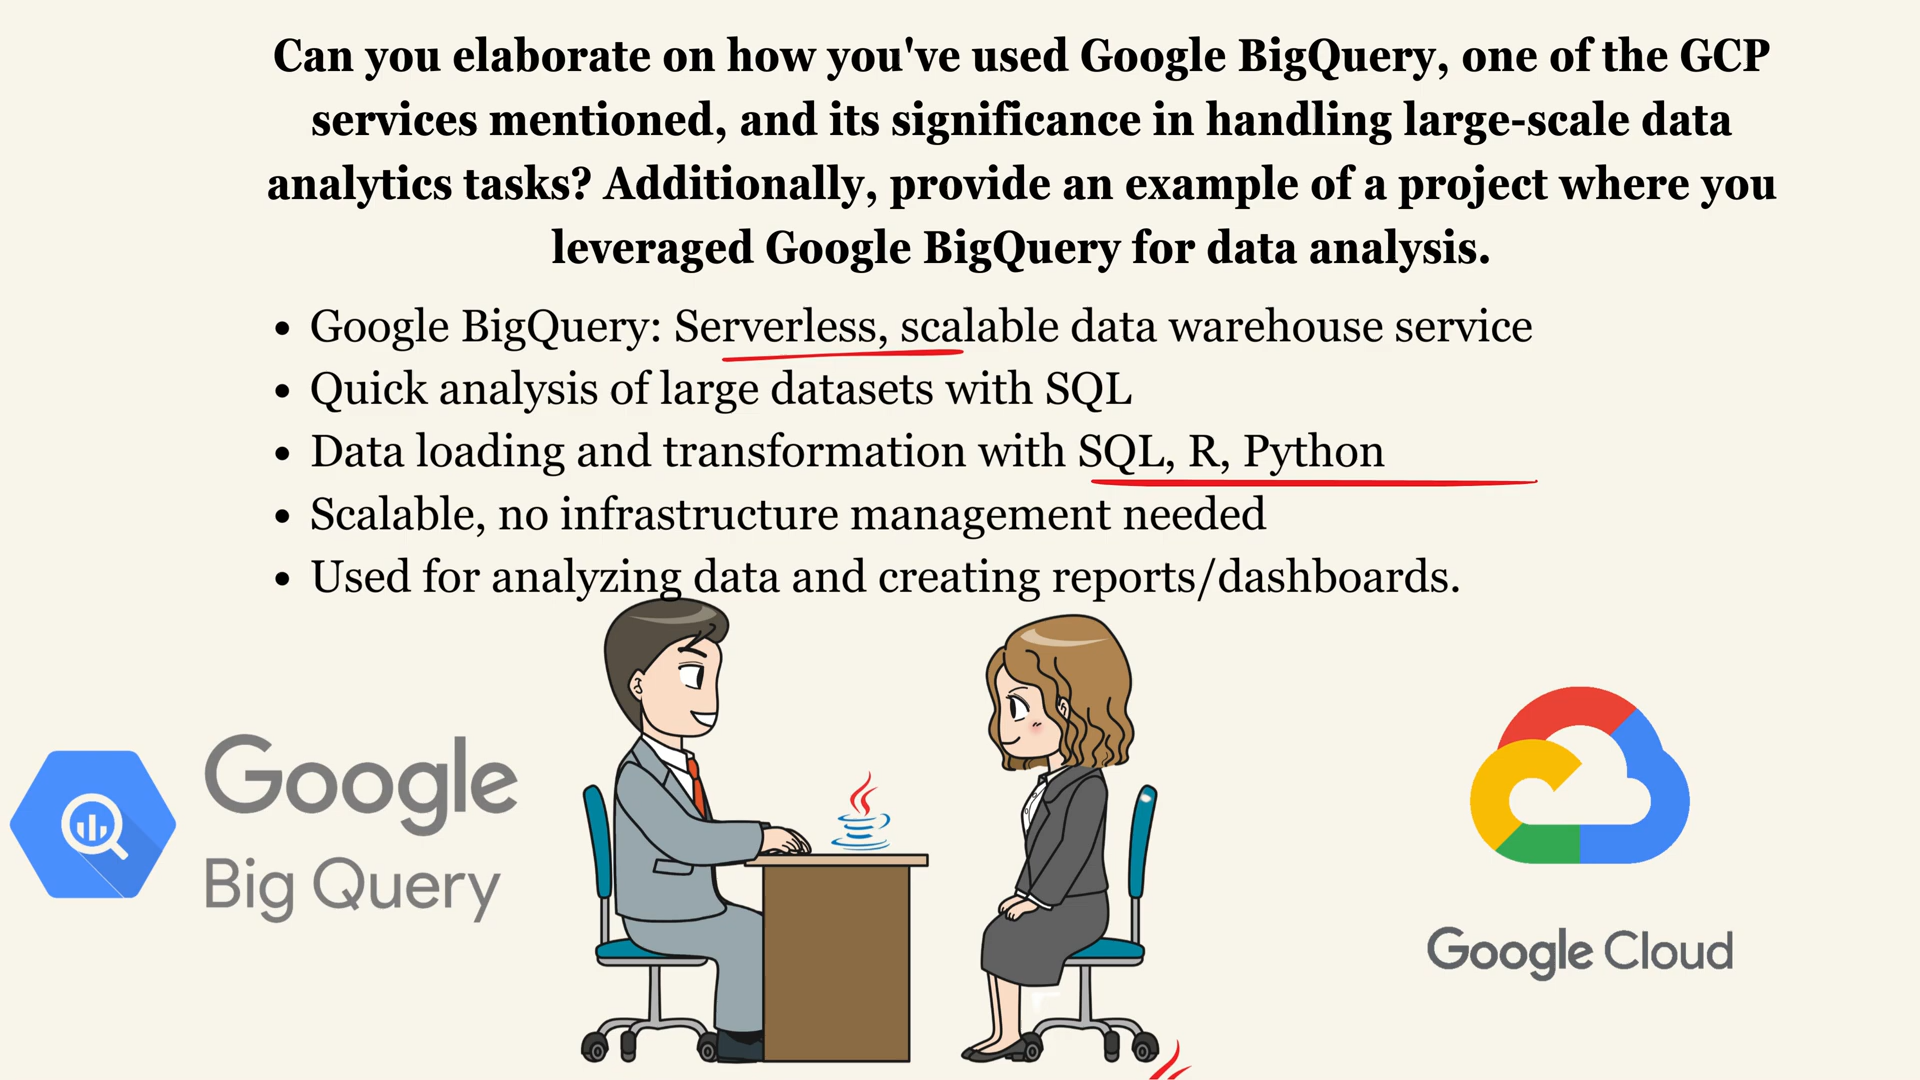 Can you elaborate on how you've used Google BigQuery, one of the GCP
services mentioned, and its significance in handling large-scale data
analytics tasks? Additionally, provide an example of a project where you
leveraged Google BigQuery for data analysis.
• Google BigQuery: Serverless, scalable data warehouse service
• Quick analysis of large datasets with SQL
• Data loading and transformation with SQL, R, Python
• Scalable, no infrastructure management needed
• Used for analyzing data and creating reports/dashboards.
Google
Big Query
Google Cloud